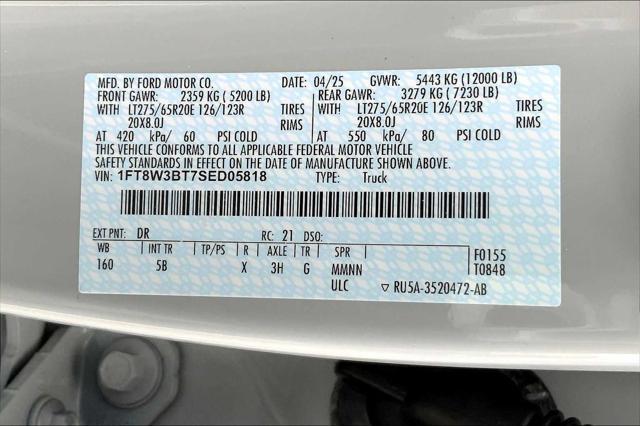 MFD. BY FORD MOTOR CO. DATE: 04/25 GVWR: 5443 KG (12000 LB)
FRONT GAWR: 2359 KG (5200 LB) REAR GAWR: 3279 KG (7230 LB)
WITH LT275/65R20E 126/123R TIRES WITH LT275/65R20E 126/123R TIRES
20X8.0J RIMS 20X8.0J RIMS
AT 420 kPa/ 60 PSI COLD AT 550 kPa/ 80 PSI COLD
THIS VEHICLE CONFORMS TO ALL APPLICABLE FEDERAL MOTOR VEHICLE
SAFETY STANDARDS IN EFFECT ON THE DATE OF MANUFACTURE SHOWN ABOVE.
VIN: 1FT8W3BT7SED05818 TYPE: Truck
EXT PNT: DR RC: 21 DSO: F0155
WB INT TR TP/PS R AXLE TR SPR T0848
160 5B X 3H G MMNN
ULC ▽ RU5A-3520472-AB